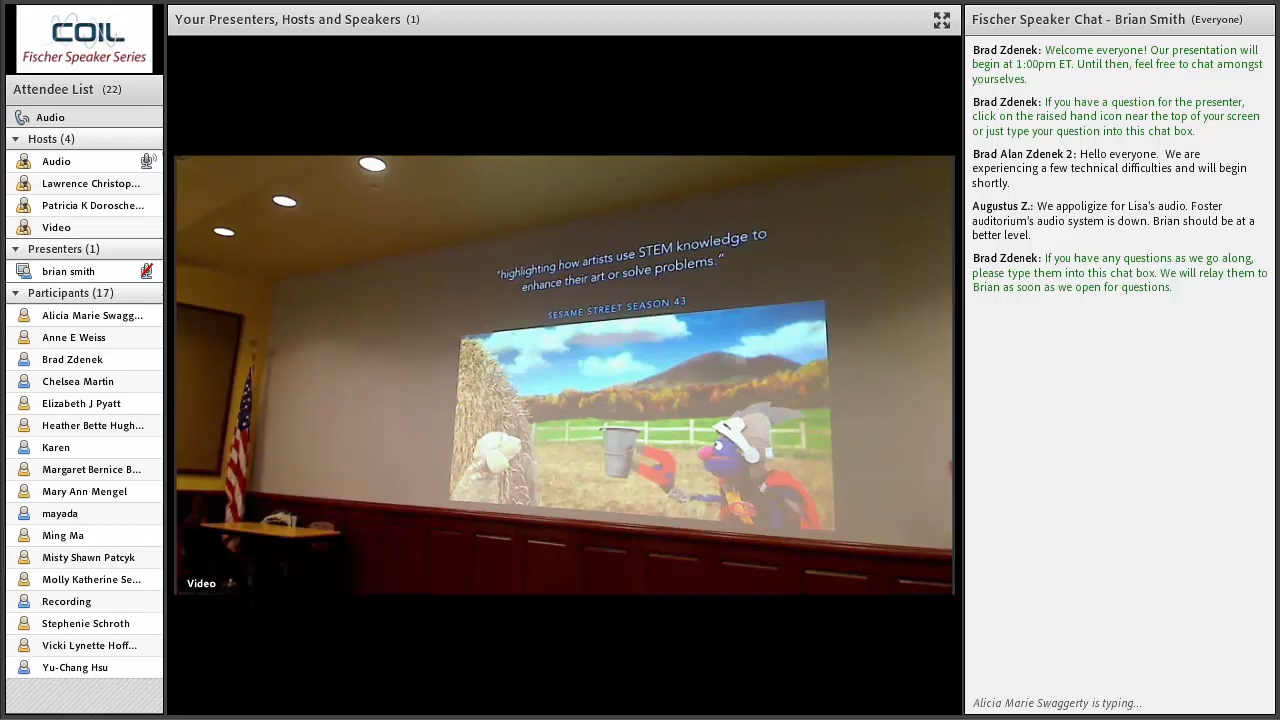 COIL
Fischer Speaker Series
Attendee List (22)
Audio
Hosts (4)
Audio
Lawrence Christop...
Patricia K Dorosche...
Video
Presenters (1)
brian smith
Participants (17)
Alicia Marie Swagg...
Anne E Weiss
Brad Zdenek
Chelsea Martin
Elizabeth J Pyatt
Heather Bette Hugh...
Karen
Margaret Bernice B...
Mary Ann Mengel
mayada
Ming Ma
Misty Shawn Patcyk
Molly Katherine Se...
Recording
Stephenie Schroth
Vicki Lynette Hoff...
Yu-Chang Hsu
Your Presenters, Hosts and Speakers (1)
"highlighting how artists use STEM knowledge to
enhance their art or solve problems."
SESAME STREET SEASON 43
Video
Fischer Speaker Chat - Brian Smith (Everyone)
Brad Zdenek: Welcome everyone! Our presentation will
begin at 1:00pm ET. Until then, feel free to chat amongst
yourselves.
Brad Zdenek: If you have a question for the presenter,
click on the raised hand icon near the top of your screen
or just type your question into this chat box.
Brad Alan Zdenek 2: Hello everyone. We are
experiencing a few technical difficulties and will begin
shortly.
Augustus Z.: We appoligize for Lisa's audio. Foster
auditorium's audio system is down. Brian should be at a
better level.
Brad Zdenek: If you have any questions as we go along,
please type them into this chat box. We will relay them to
Brian as soon as we open for questions.
Alicia Marie Swaggerty is typing...